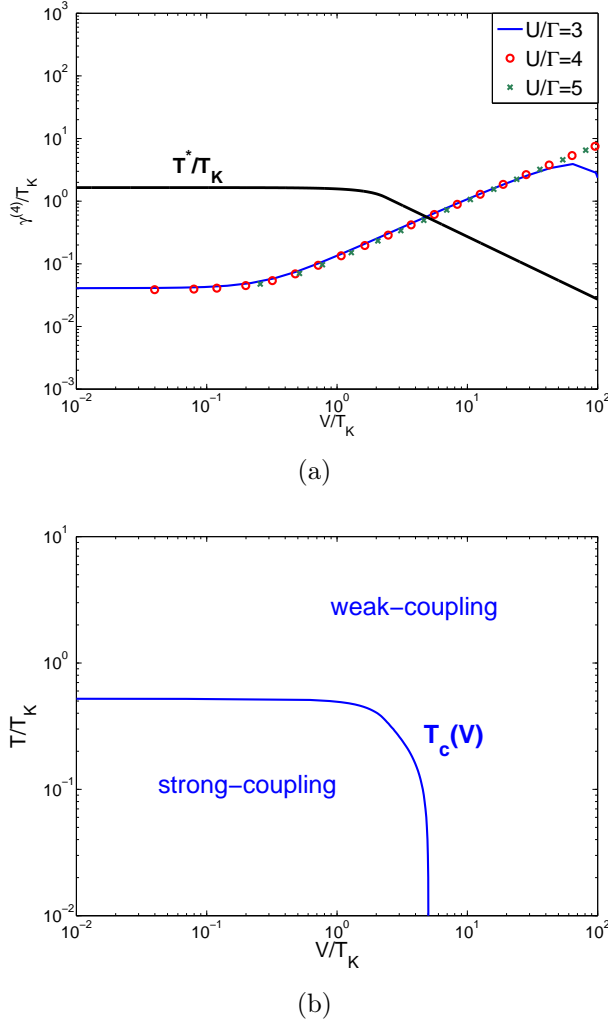 10³
10²
10¹
10⁰
10⁻¹
10⁻²
10⁻³
γ⁽⁴⁾/T_K
U/Γ=3
U/Γ=4
U/Γ=5
T*/T_K
10⁻² 10⁻¹ 10⁰ 10¹ 10²
V/T_K
(a)
10¹
10⁰
10⁻¹
10⁻²
T/T_K
weak−coupling
T_c(V)
strong−coupling
10⁻² 10⁻¹ 10⁰ 10¹ 10²
V/T_K
(b)